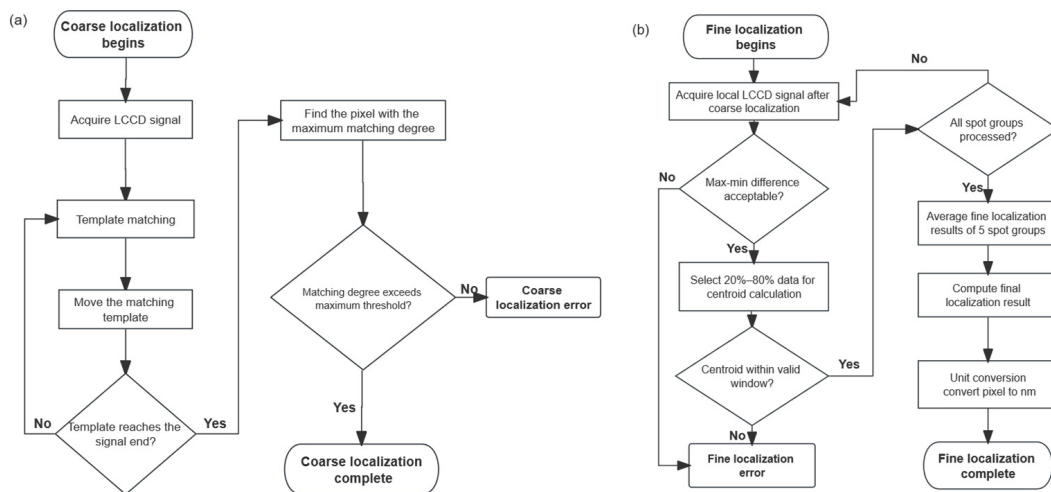 (a)
Coarse localization
begins
Acquire LCCD signal
Template matching
Move the matching
template
Template reaches the
signal end?
No
Yes
Find the pixel with the
maximum matching degree
Matching degree exceeds
maximum threshold?
No
Coarse
localization error
Yes
Coarse localization
complete
(b)
Fine localization
begins
Acquire local LCCD signal after
coarse localization
Max-min difference
acceptable?
No
Yes
Select 20%–80% data for
centroid calculation
Centroid within valid
window?
Yes
No
Fine localization
error
No
All spot groups
processed?
Yes
Average fine localization
results of 5 spot groups
Compute final
localization result
Unit conversion
convert pixel to nm
Fine localization
complete